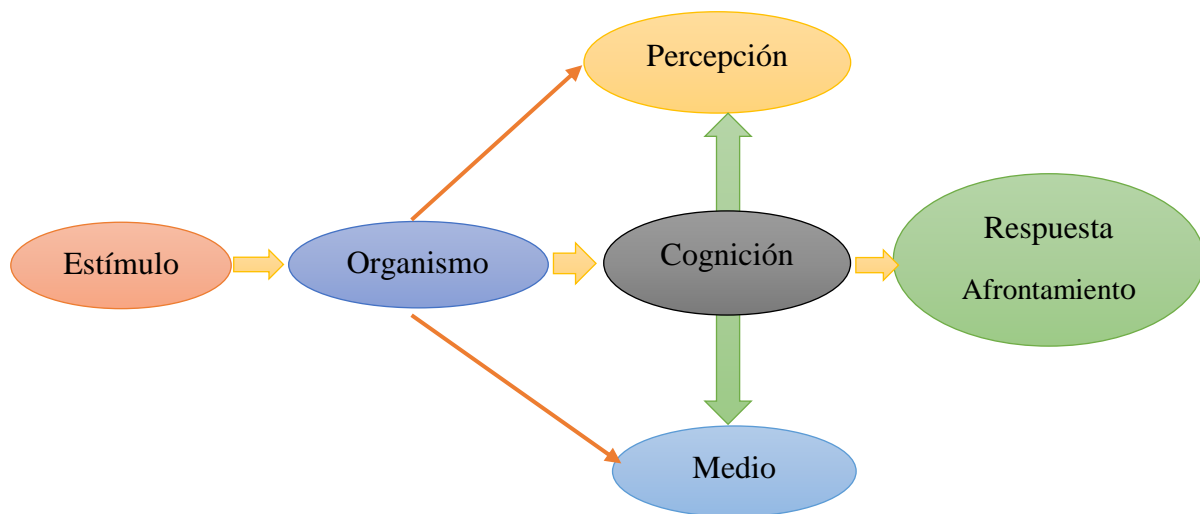 Percepción
Estímulo
Organismo
Cognición
Respuesta
Afrontamiento
Medio